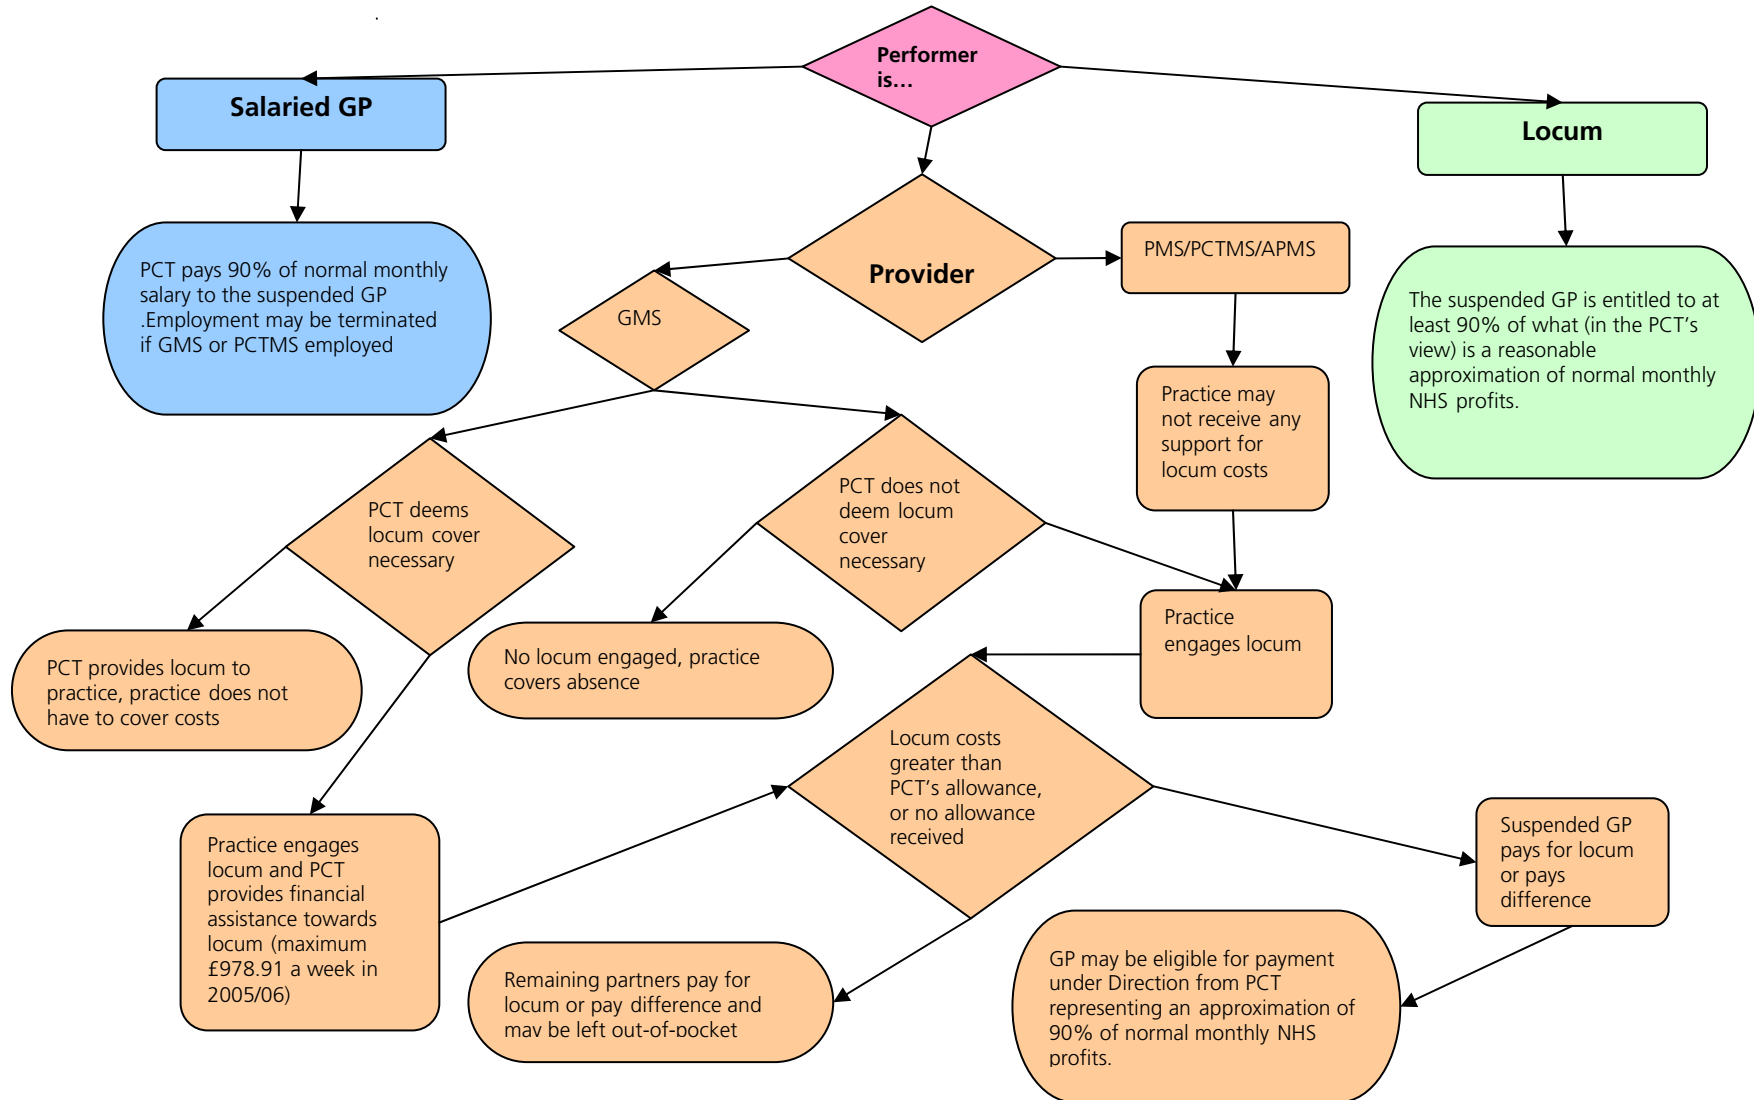 Performer
is...
Salaried GP
Locum
Provider
PMS/PCTMS/APMS
PCT pays 90% of normal monthly
salary to the suspended GP
.Employment may be terminated
if GMS or PCTMS employed
The suspended GP is entitled to at
least 90% of what (in the PCT's
view) is a reasonable
approximation of normal monthly
NHS profits.
GMS
Practice may
not receive any
support for
locum costs
PCT deems
locum cover
necessary
PCT does not
deem locum
cover
necessary
Practice
engages locum
PCT provides locum to
practice, practice does not
have to cover costs
No locum engaged, practice
covers absence
Locum costs
greater than
PCT's allowance,
or no allowance
received
Practice engages
locum and PCT
provides financial
assistance towards
locum (maximum
£978.91 a week in
2005/06)
Suspended GP
pays for locum
or pays
difference
Remaining partners pay for
locum or pay difference and
may be left out-of-pocket
GP may be eligible for payment
under Direction from PCT
representing an approximation of
90% of normal monthly NHS
profits.